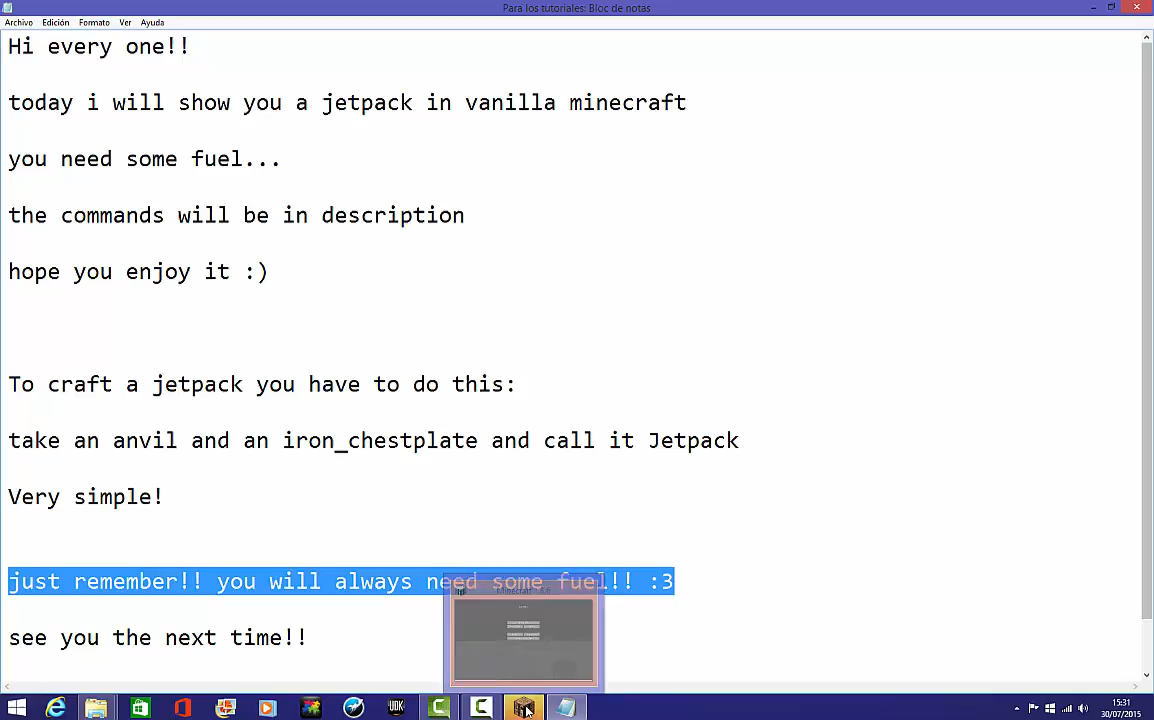 Para los tutoriales: Bloc de notas
Archivo Edición Formato Ver Ayuda
Hi every one!!
today i will show you a jetpack in vanilla minecraft
you need some fuel...
the commands will be in description
hope you enjoy it :)
To craft a jetpack you have to do this:
take an anvil and an iron_chestplate and call it Jetpack
Very simple!
just remember!! you will always need some fuel!! :3
see you the next time!!
UDK
15:31
30/07/2015